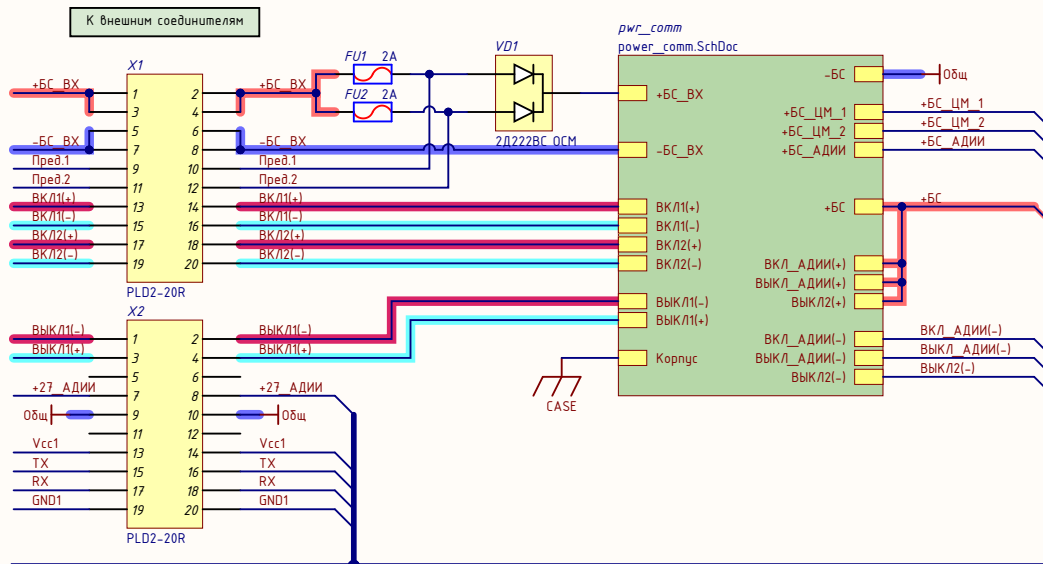 К внешним соединителям
X1
+БС_ВХ
1
2
+БС_ВХ
3
4
5
6
-БС_ВХ
7
8
-БС_ВХ
Пред.1
9
10
Пред.1
Пред.2
11
12
Пред.2
ВКЛ1(+)
13
14
ВКЛ1(+)
ВКЛ1(-)
15
16
ВКЛ1(-)
ВКЛ2(+)
17
18
ВКЛ2(+)
ВКЛ2(-)
19
20
ВКЛ2(-)
PLD2-20R
FU1 2A
FU2 2A
VD1
2Д222ВС ОСМ
pwr_comm
power_comm.SchDoc
+БС_ВХ
-БС_ВХ
ВКЛ1(+)
ВКЛ1(-)
ВКЛ2(+)
ВКЛ2(-)
ВЫКЛ1(-)
ВЫКЛ1(+)
Корпус
CASE
-БС
Общ
+БС_ЦМ_1
+БС_ЦМ_1
+БС_ЦМ_2
+БС_ЦМ_2
+БС_АДИИ
+БС_АДИИ
+БС
+БС
ВКЛ_АДИИ(+)
ВЫКЛ_АДИИ(+)
ВЫКЛ2(+)
ВКЛ_АДИИ(-)
ВКЛ_АДИИ(-)
ВЫКЛ_АДИИ(-)
ВЫКЛ_АДИИ(-)
ВЫКЛ2(-)
ВЫКЛ2(-)
X2
ВЫКЛ1(-)
1
2
ВЫКЛ1(-)
ВЫКЛ1(+)
3
4
ВЫКЛ1(+)
5
6
+27_АДИИ
7
8
+27_АДИИ
Общ
9
10
Общ
11
12
Vcc1
13
14
Vcc1
TX
15
16
TX
RX
17
18
RX
GND1
19
20
GND1
PLD2-20R